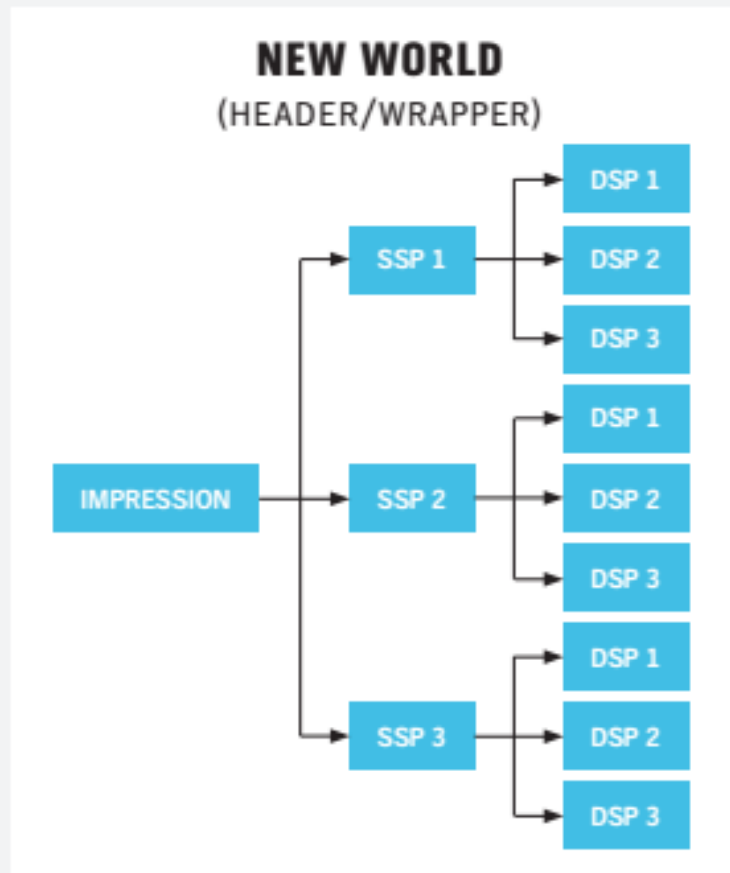 NEW WORLD
(HEADER/WRAPPER)
IMPRESSION
SSP 1
DSP 1
DSP 2
DSP 3
SSP 2
DSP 1
DSP 2
DSP 3
SSP 3
DSP 1
DSP 2
DSP 3